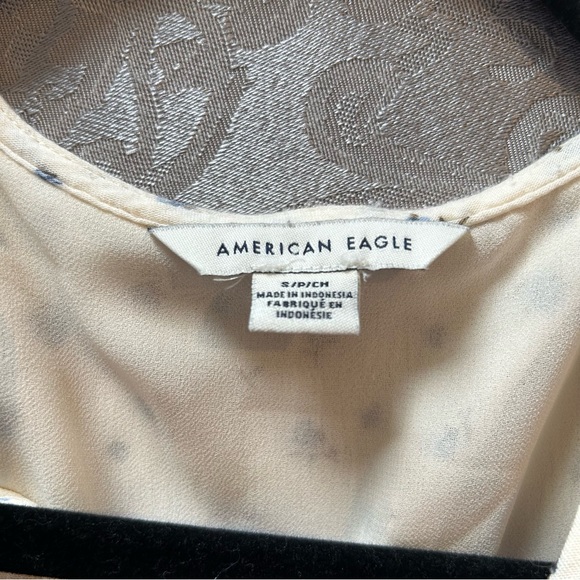 AMERICAN EAGLE
S/P/CH
MADE IN INDONESIA
FABRIQUÉ EN
INDONÉSIE